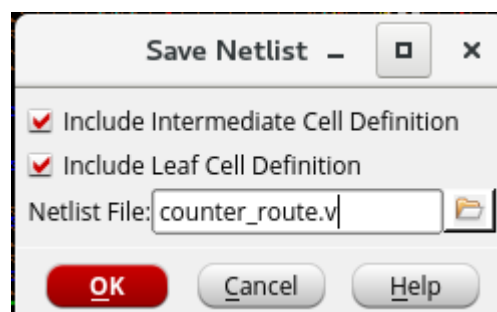 Save Netlist
Include Intermediate Cell Definition
Include Leaf Cell Definition
Netlist File: counter_route.v
OK Cancel Help